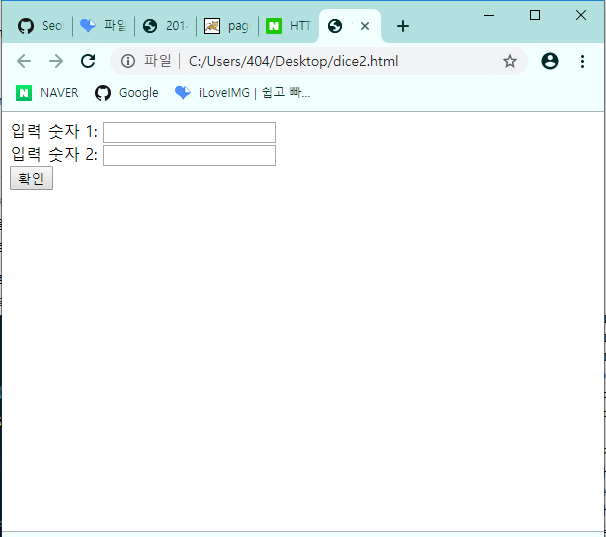 Seo
파일
201
pag
HTT
파일 C:/Users/404/Desktop/dice2.html
NAVER Google iLoveIMG | 쉽고 빠...
입력 숫자 1:
입력 숫자 2:
확인